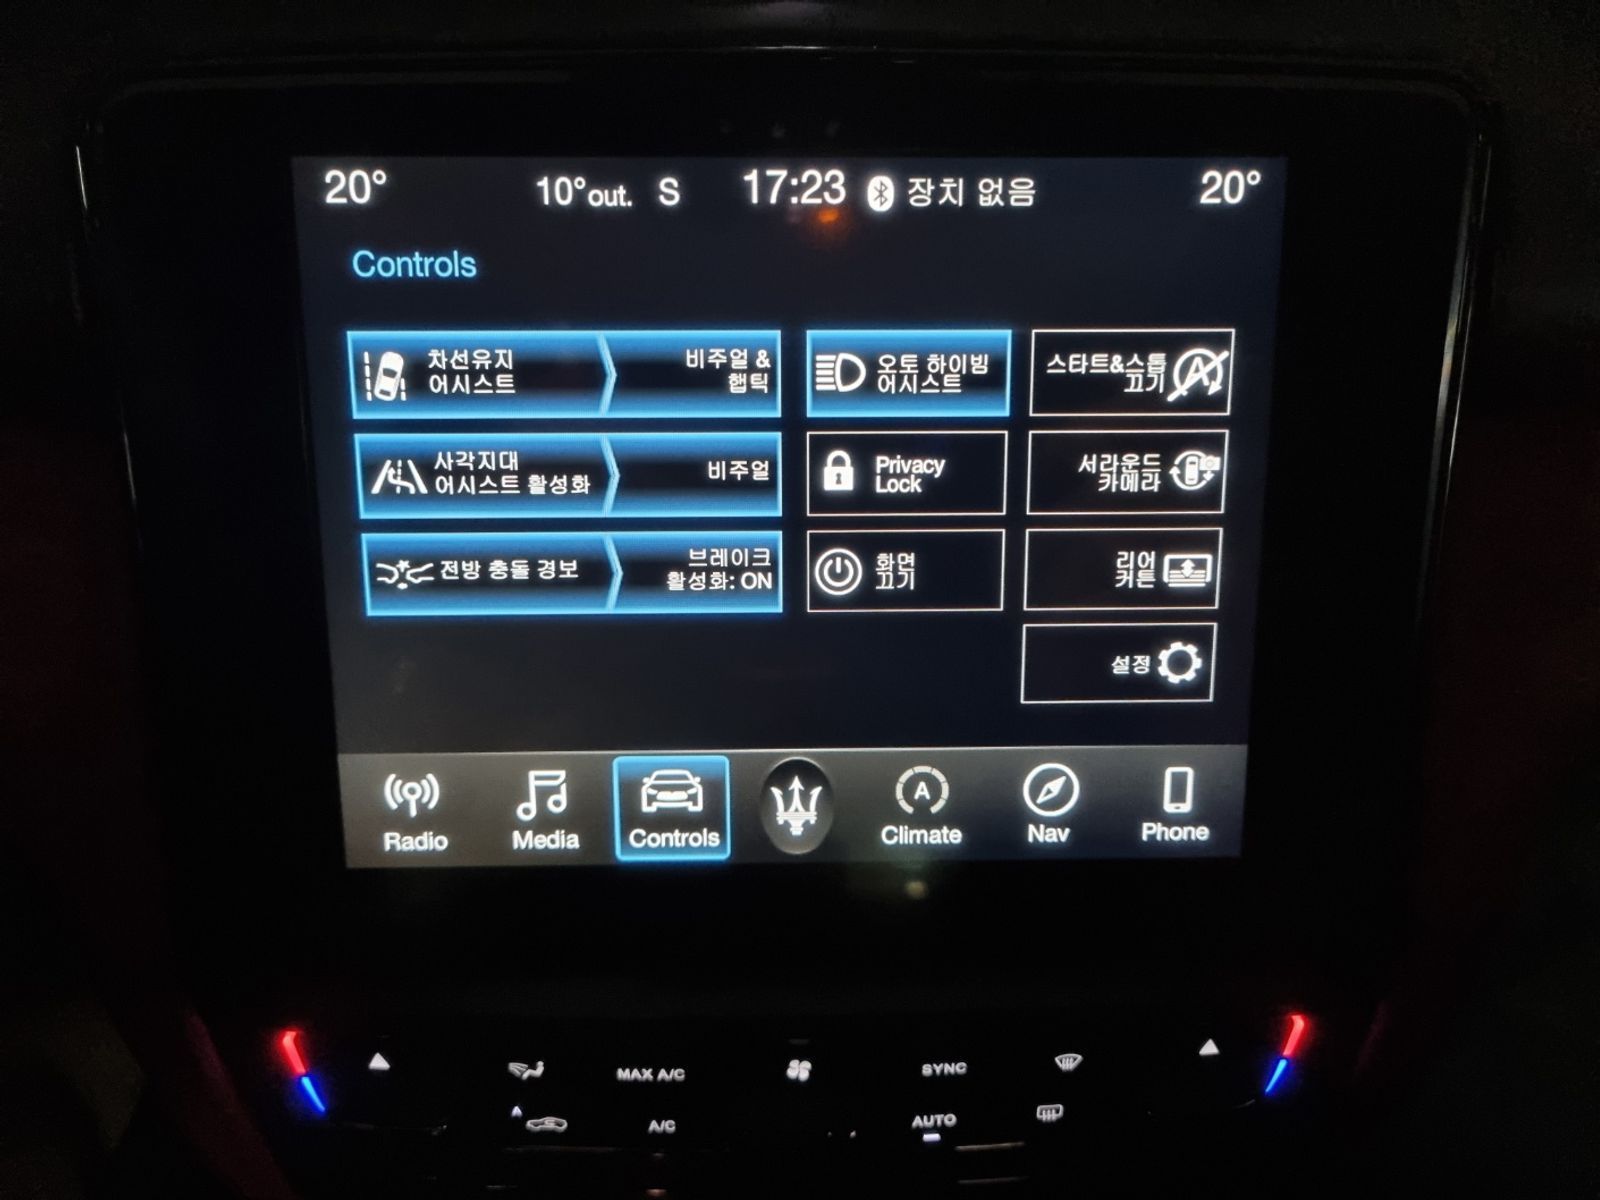 20° 10°out. S 17:23 장치 없음 20°
Controls
차선유지
어시스트
비주얼 &
햅틱
오토 하이빔
어시스트
스타트&스톱
끄기
사각지대
어시스트 활성화
비주얼
Privacy
Lock
서라운드
카메라
전방 충돌 경보
브레이크
활성화: ON
화면
끄기
리어
커튼
설정
Radio Media Controls A Climate Nav Phone
MAX A/C SYNC
A/C AUTO